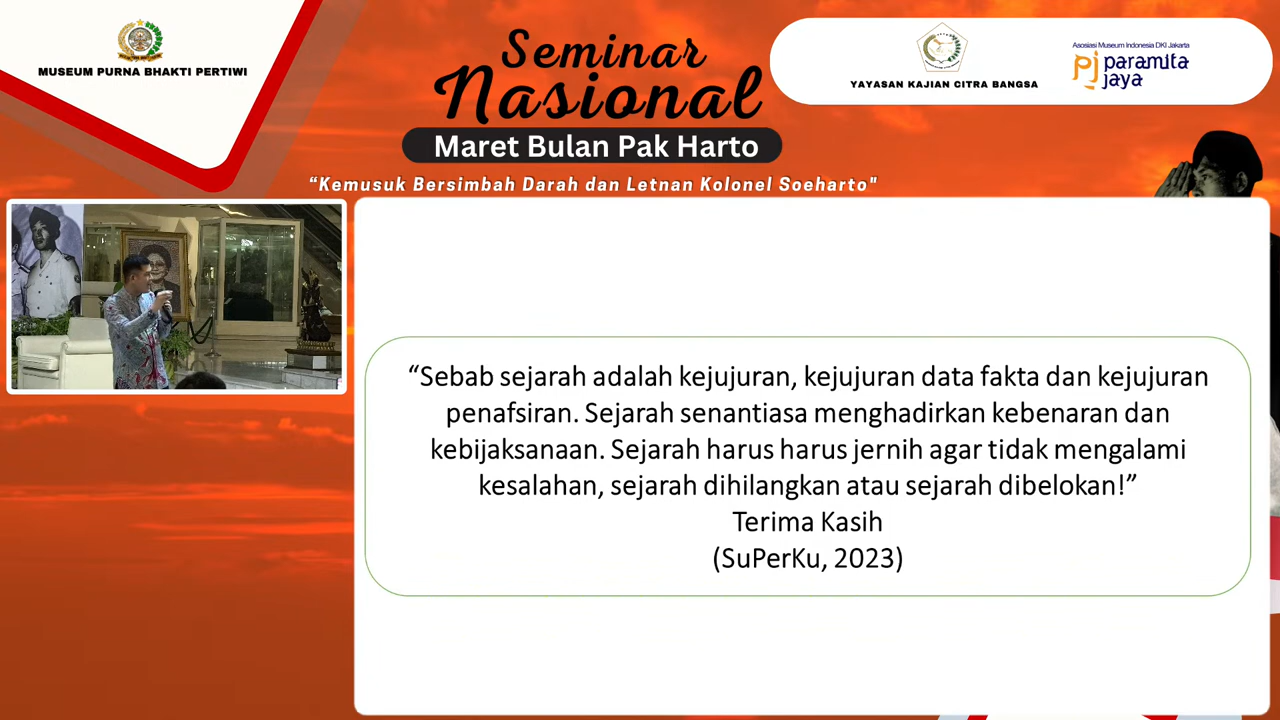 MUSEUM PURNA BHAKTI PERTIWI
Seminar
Nasional
Maret Bulan Pak Harto
“Kemusuk Bersimbah Darah dan Letnan Kolonel Soeharto"
YAYASAN KAJIAN CITRA BANGSA
Asosiasi Museum Indonesia DKI Jakarta
pj paramita
jaya
“Sebab sejarah adalah kejujuran, kejujuran data fakta dan kejujuran
penafsiran. Sejarah senantiasa menghadirkan kebenaran dan
kebijaksanaan. Sejarah harus harus jernih agar tidak mengalami
kesalahan, sejarah dihilangkan atau sejarah dibelokan!”
Terima Kasih
(SuPerKu, 2023)